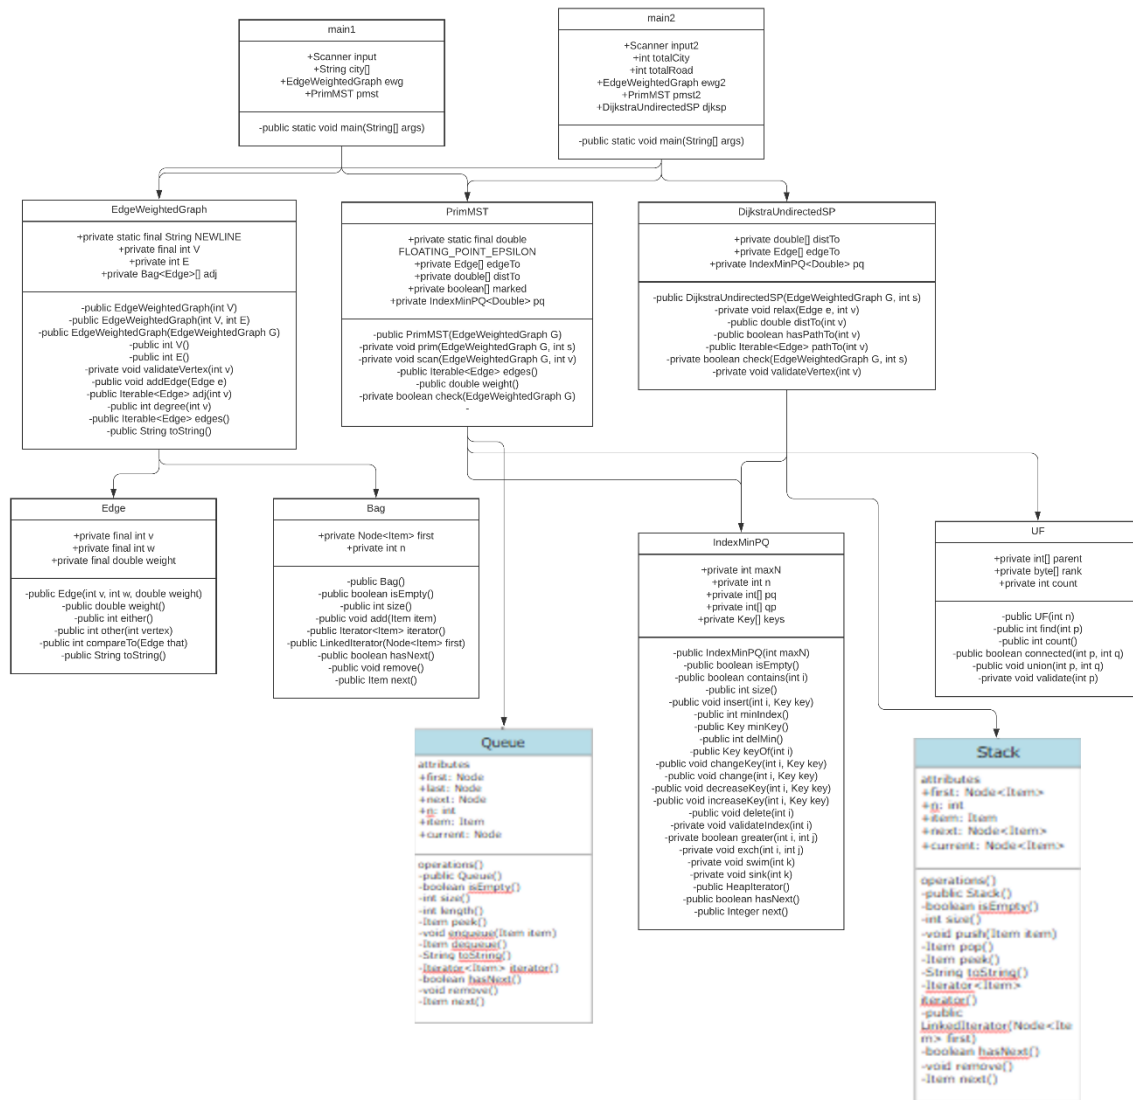 main1
+Scanner input
+String city[]
+EdgeWeightedGraph ewg
+PrimMST pmst
-public static void main(String[] args)
main2
+Scanner input2
+int totalCity
+int totalRoad
+EdgeWeightedGraph ewg2
+PrimMST pmst2
+DijkstraUndirectedSP djksp
-public static void main(String[] args)
EdgeWeightedGraph
+private static final String NEWLINE
+private final int V
+private int E
+private Bag<Edge>[] adj
-public EdgeWeightedGraph(int V)
-public EdgeWeightedGraph(int V, int E)
-public EdgeWeightedGraph(EdgeWeightedGraph G)
-public int V()
-public int E()
-private void validateVertex(int v)
-public void addEdge(Edge e)
-public Iterable<Edge> adj(int v)
-public int degree(int v)
-public Iterable<Edge> edges()
-public String toString()
PrimMST
+private static final double
FLOATING_POINT_EPSILON
+private Edge[] edgeTo
+private double[] distTo
+private boolean[] marked
+private IndexMinPQ<Double> pq
-public PrimMST(EdgeWeightedGraph G)
-private void prim(EdgeWeightedGraph G, int s)
-private void scan(EdgeWeightedGraph G, int v)
-public Iterable<Edge> edges()
-public double weight()
-private boolean check(EdgeWeightedGraph G)
-
DijkstraUndirectedSP
+private double[] distTo
+private Edge[] edgeTo
+private IndexMinPQ<Double> pq
-public DijkstraUndirectedSP(EdgeWeightedGraph G, int s)
-private void relax(Edge e, int v)
-public double distTo(int v)
-public boolean hasPathTo(int v)
-public Iterable<Edge> pathTo(int v)
-private boolean check(EdgeWeightedGraph G, int s)
-private void validateVertex(int v)
Edge
+private final int v
+private final int w
+private final double weight
-public Edge(int v, int w, double weight)
-public double weight()
-public int either()
-public int other(int vertex)
-public int compareTo(Edge that)
-public String toString()
Bag
+private Node<Item> first
+private int n
-public Bag()
-public boolean isEmpty()
-public int size()
-public void add(Item item)
-public Iterator<Item> iterator()
-public LinkedIterator(Node<Item> first)
-public boolean hasNext()
-public void remove()
-public Item next()
IndexMinPQ
+private int maxN
+private int n
+private int[] pq
+private int[] qp
+private Key[] keys
-public IndexMinPQ(int maxN)
-public boolean isEmpty()
-public boolean contains(int i)
-public int size()
-public void insert(int i, Key key)
-public int minIndex()
-public Key minKey()
-public int delMin()
-public Key keyOf(int i)
-public void changeKey(int i, Key key)
-public void change(int i, Key key)
-public void decreaseKey(int i, Key key)
-public void increaseKey(int i, Key key)
-public void delete(int i)
-private void validateIndex(int i)
-private boolean greater(int i, int j)
-private void exch(int i, int j)
-private void swim(int k)
-private void sink(int k)
-public HeapIterator()
-public boolean hasNext()
-public Integer next()
UF
+private int[] parent
+private byte[] rank
+private int count
-public UF(int n)
-public int find(int p)
-public int count()
-public boolean connected(int p, int q)
-public void union(int p, int q)
-private void validate(int p)
Queue
attributes
+first: Node
+last: Node
+next: Node
+n: int
+item: Item
+current: Node
operations()
-public Queue()
-boolean isEmpty()
-int size()
-int length()
-Item peek()
-void enqueue(Item item)
-Item dequeue()
-String toString()
-Iterator<Item> iterator()
-boolean hasNext()
-void remove()
-Item next()
Stack
attributes
+first: Node<Item>
+n: int
+item: Item
+next: Node<Item>
+current: Node<Item>
operations()
-public Stack()
-boolean isEmpty()
-int size()
-void push(Item item)
-Item pop()
-Item peek()
-String toString()
-Iterator<Item>
iterator()
-public
LinkedIterator(Node<Ite
m> first)
-boolean hasNext()
-void remove()
-Item next()